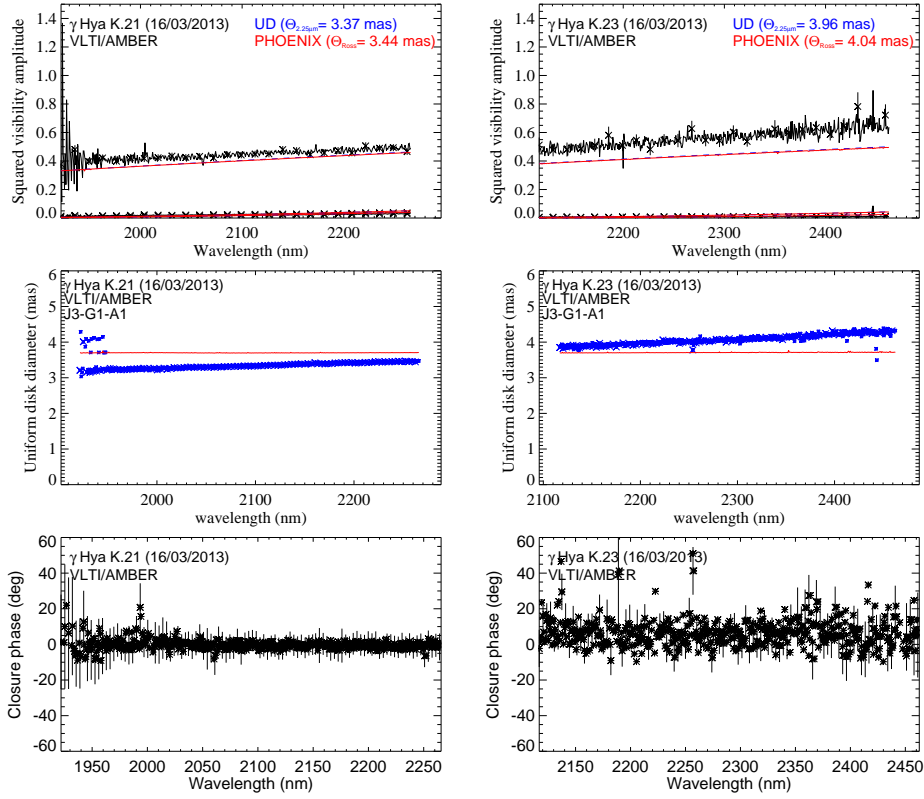 γ Hya K.21 (16/03/2013) UD (Θ2.25μm= 3.37 mas)
VLTI/AMBER PHOENIX (ΘRoss= 3.44 mas)
Squared visibility amplitude
1.4
1.2
1.0
0.8
0.6
0.4
0.2
0.0
2000 2100 2200
Wavelength (nm)
γ Hya K.23 (16/03/2013) UD (Θ2.25μm= 3.96 mas)
VLTI/AMBER PHOENIX (ΘRoss= 4.04 mas)
Squared visibility amplitude
1.4
1.2
1.0
0.8
0.6
0.4
0.2
0.0
2200 2300 2400
Wavelength (nm)
γ Hya K.21 (16/03/2013)
VLTI/AMBER
J3-G1-A1
Uniform disk diameter (mas)
6
5
4
3
2
1
0
2000 2100 2200
wavelength (nm)
γ Hya K.23 (16/03/2013)
VLTI/AMBER
J3-G1-A1
Uniform disk diameter (mas)
6
5
4
3
2
1
0
2100 2200 2300 2400
wavelength (nm)
γ Hya K.21 (16/03/2013)
VLTI/AMBER
Closure phase (deg)
60
40
20
0
-20
-40
-60
1950 2000 2050 2100 2150 2200 2250
Wavelength (nm)
γ Hya K.23 (16/03/2013)
VLTI/AMBER
Closure phase (deg)
60
40
20
0
-20
-40
-60
2150 2200 2250 2300 2350 2400 2450
Wavelength (nm)